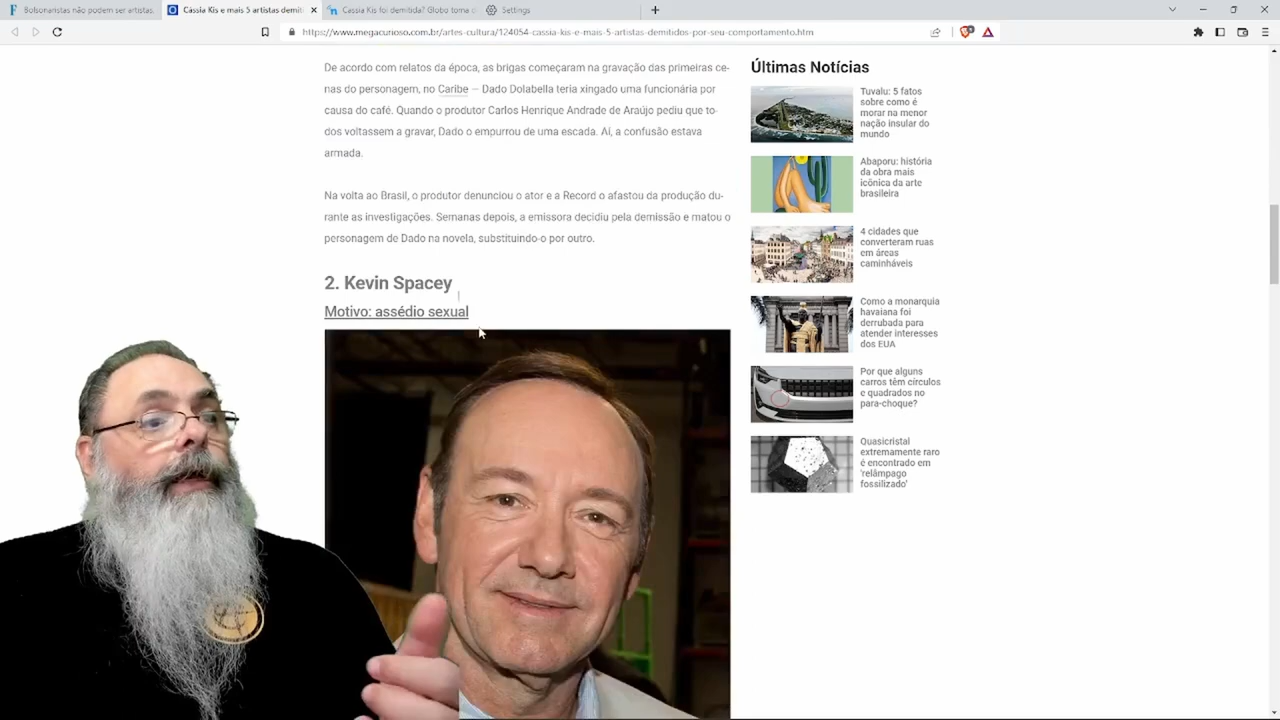 Bolsonaristas não podem ser artistas.
Cássia Kis e mais 5 artistas demiti
Cassia Kis foi demitida? Globo toma d
Settings
https://www.megacurioso.com.br/artes-cultura/124054-cassia-kis-e-mais-5-artistas-demitidos-por-seu-comportamento.htm
De acordo com relatos da época, as brigas começaram na gravação das primeiras ce-
nas do personagem, no Caribe — Dado Dolabella teria xingado uma funcionária por
causa do café. Quando o produtor Carlos Henrique Andrade de Araújo pediu que to-
dos voltassem a gravar, Dado o empurrou de uma escada. Aí, a confusão estava
armada.
Na volta ao Brasil, o produtor denunciou o ator e a Record o afastou da produção du-
rante as investigações. Semanas depois, a emissora decidiu pela demissão e matou o
personagem de Dado na novela, substituindo-o por outro.
2. Kevin Spacey
Motivo: assédio sexual
Últimas Notícias
Tuvalu: 5 fatos
sobre como é
morar na menor
nação insular do
mundo
Abaporu: história
da obra mais
icônica da arte
brasileira
4 cidades que
converteram ruas
em áreas
caminháveis
Como a monarquia
havaiana foi
derrubada para
atender interesses
dos EUA
Por que alguns
carros têm círculos
e quadrados no
para-choque?
Quasicristal
extremamente raro
é encontrado em
'relâmpago
fossilizado'